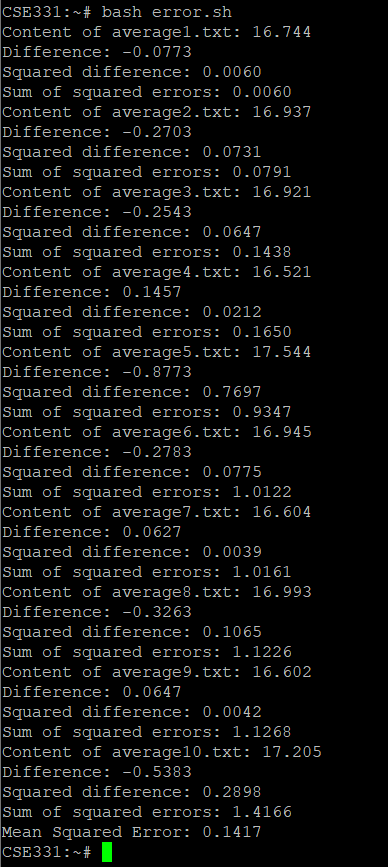 CSE331:~# bash error.sh
Content of average1.txt: 16.744
Difference: -0.0773
Squared difference: 0.0060
Sum of squared errors: 0.0060
Content of average2.txt: 16.937
Difference: -0.2703
Squared difference: 0.0731
Sum of squared errors: 0.0791
Content of average3.txt: 16.921
Difference: -0.2543
Squared difference: 0.0647
Sum of squared errors: 0.1438
Content of average4.txt: 16.521
Difference: 0.1457
Squared difference: 0.0212
Sum of squared errors: 0.1650
Content of average5.txt: 17.544
Difference: -0.8773
Squared difference: 0.7697
Sum of squared errors: 0.9347
Content of average6.txt: 16.945
Difference: -0.2783
Squared difference: 0.0775
Sum of squared errors: 1.0122
Content of average7.txt: 16.604
Difference: 0.0627
Squared difference: 0.0039
Sum of squared errors: 1.0161
Content of average8.txt: 16.993
Difference: -0.3263
Squared difference: 0.1065
Sum of squared errors: 1.1226
Content of average9.txt: 16.602
Difference: 0.0647
Squared difference: 0.0042
Sum of squared errors: 1.1268
Content of average10.txt: 17.205
Difference: -0.5383
Squared difference: 0.2898
Sum of squared errors: 1.4166
Mean Squared Error: 0.1417
CSE331:~#